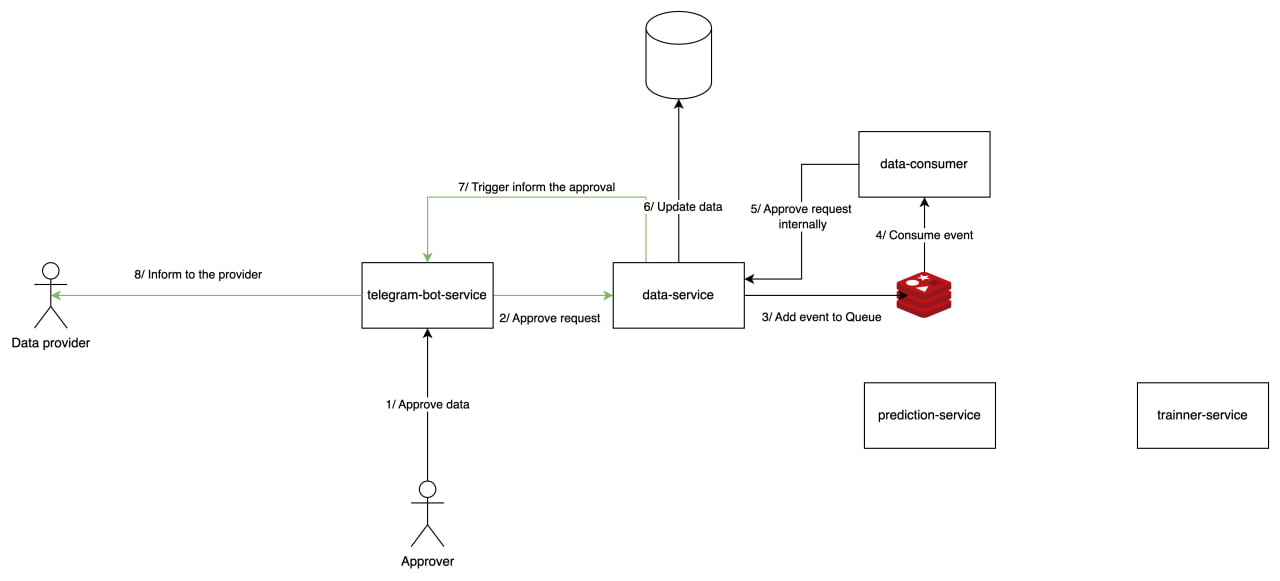 data-consumer
7/ Trigger inform the approval
6/ Update data
5/ Approve request
internally
4/ Consume event
8/ Inform to the provider
telegram-bot-service
data-service
2/ Approve request
3/ Add event to Queue
Data provider
1/ Approve data
prediction-service
trainner-service
Approver